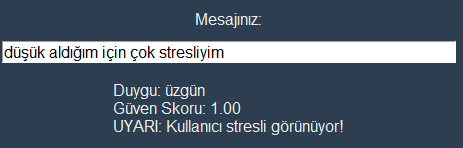 Mesajınız:
düşük aldığım için çok stresliyim
Duygu: üzgün
Güven Skoru: 1.00
UYARI: Kullanıcı stresli görünüyor!